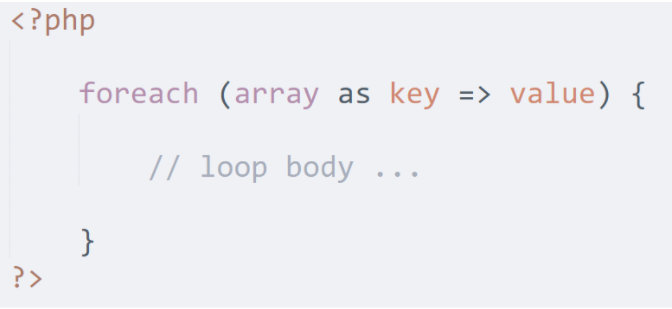 <?php
foreach (array as key => value) {
// loop body ...
}
?>